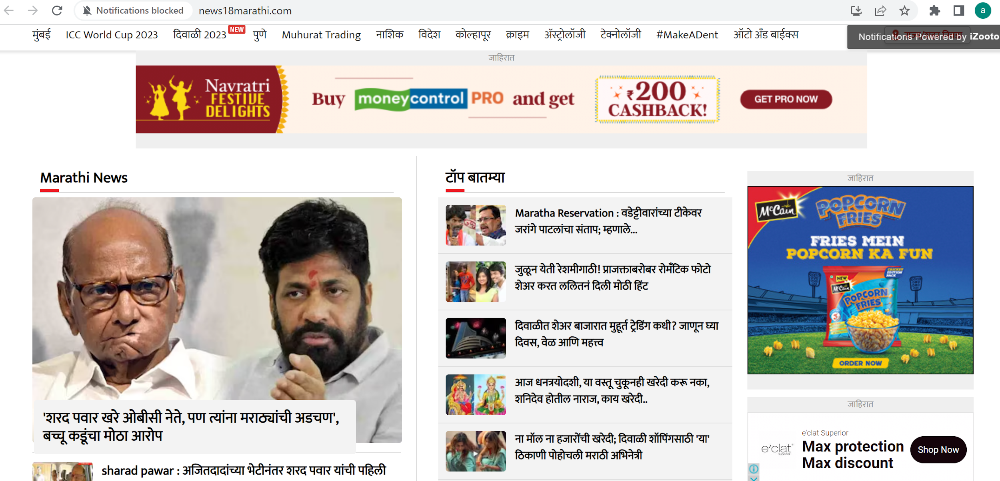 Notifications blocked
news18marathi.com
a
मुंबई ICC World Cup 2023 दिवाळी 2023 NEW पुणे Muhurat Trading नाशिक विदेश कोल्हापूर क्राइम अ‍ॅस्ट्रोलॉजी टेक्नोलॉजी #MakeADent ऑटो अँड बाईक्स
Notifications Powered by iZooto
जाहिरात
Navratri
FESTIVE
DELIGHTS
Buy moneycontrol PRO and get
₹200
CASHBACK!
GET PRO NOW
Marathi News
'शरद पवार खरे ओबीसी नेते, पण त्यांना मराठ्यांची अडचण',
बच्चू कडूंचा मोठा आरोप
sharad pawar : अजितदादांच्या भेटीनंतर शरद पवार यांची पहिली
टॉप बातम्या
Maratha Reservation : वडेट्टीवारांच्या टीकेवर
जरांगे पाटलांचा संताप; म्हणाले...
जुळून येती रेशमीगाठी! प्राजक्ताबरोबर रोमँटिक फोटो
शेअर करत ललितनं दिली मोठी हिंट
दिवाळीत शेअर बाजारात मुहूर्त ट्रेडिंग कधी? जाणून घ्या
दिवस, वेळ आणि महत्त्व
आज धनत्रयोदशी, या वस्तू चुकूनही खरेदी करू नका,
शनिदेव होतील नाराज, काय खरेदी..
ना मॉल ना हजारोंची खरेदी; दिवाळी शॉपिंगसाठी 'या'
ठिकाणी पोहोचली मराठी अभिनेत्री
जाहिरात
McCain
POPCORN
FRIES
FRIES MEIN
POPCORN KA FUN
CRICKET
EDITION
PACK
NEW
McCain
POPCORN
FRIES
ORDER NOW
जाहिरात
e'clat Superior
e'clat
superior
Max protection
Max discount
Shop Now